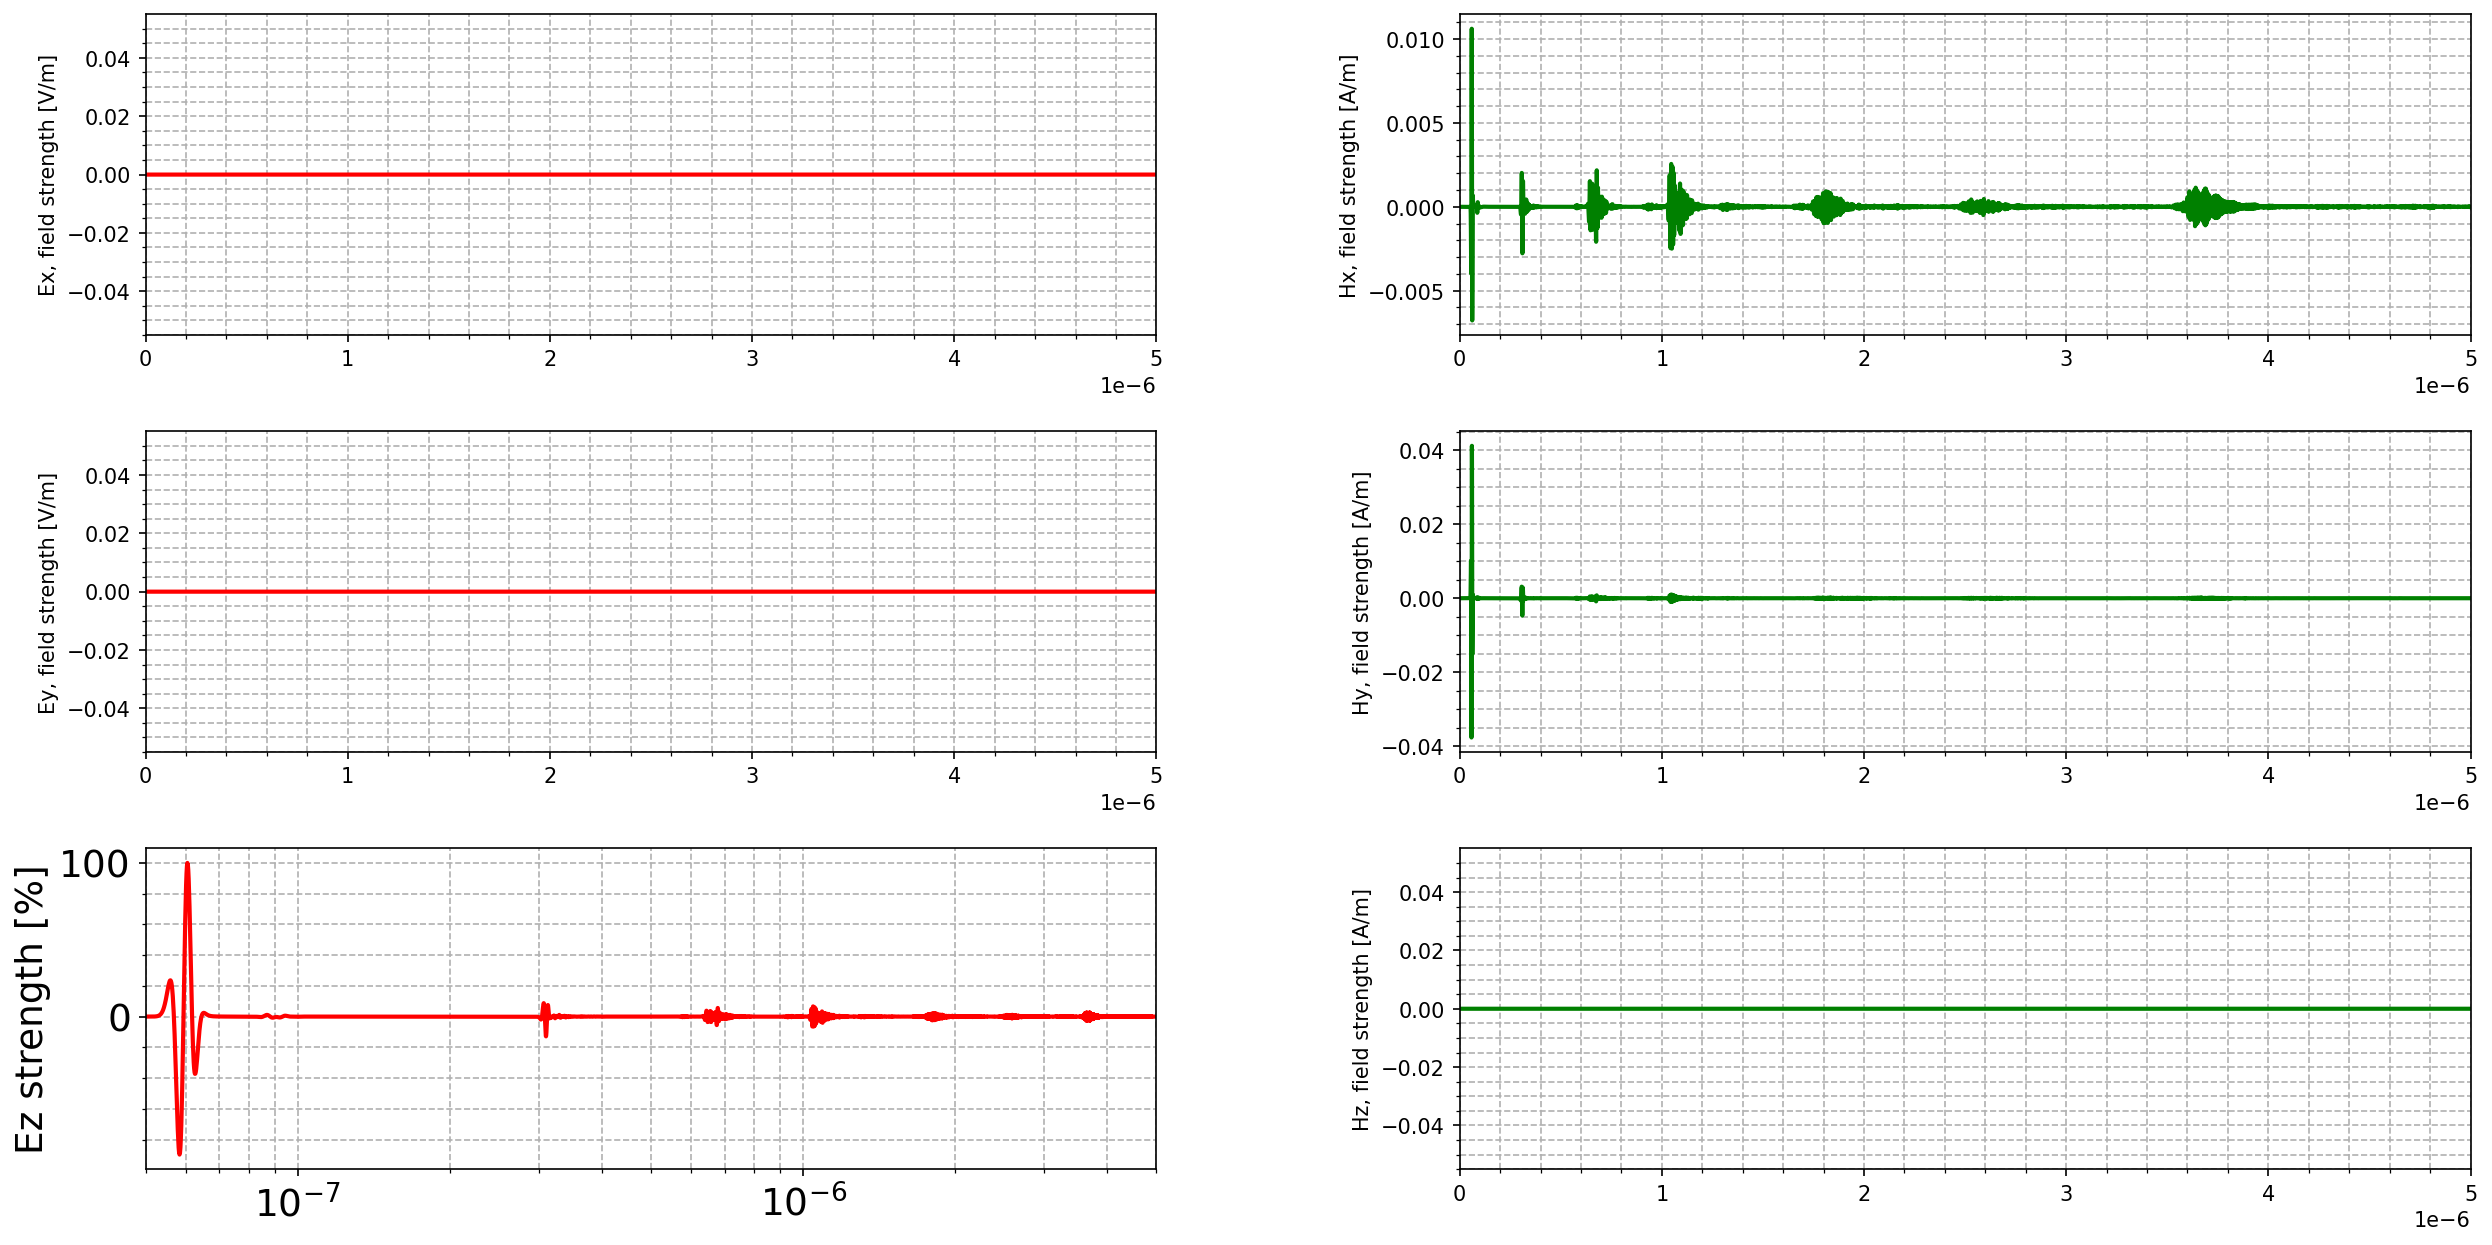 Ex, field strength [V/m]
0.04
0.02
0.00
−0.02
−0.04
0 1 2 3 4 5
1e−6
Hx, field strength [A/m]
0.010
0.005
0.000
−0.005
0 1 2 3 4 5
1e−6
Ey, field strength [V/m]
0.04
0.02
0.00
−0.02
−0.04
0 1 2 3 4 5
1e−6
Hy, field strength [A/m]
0.04
0.02
0.00
−0.02
−0.04
0 1 2 3 4 5
1e−6
Ez strength [%]
100
0
10⁻⁷ 10⁻⁶
Hz, field strength [A/m]
0.04
0.02
0.00
−0.02
−0.04
0 1 2 3 4 5
1e−6